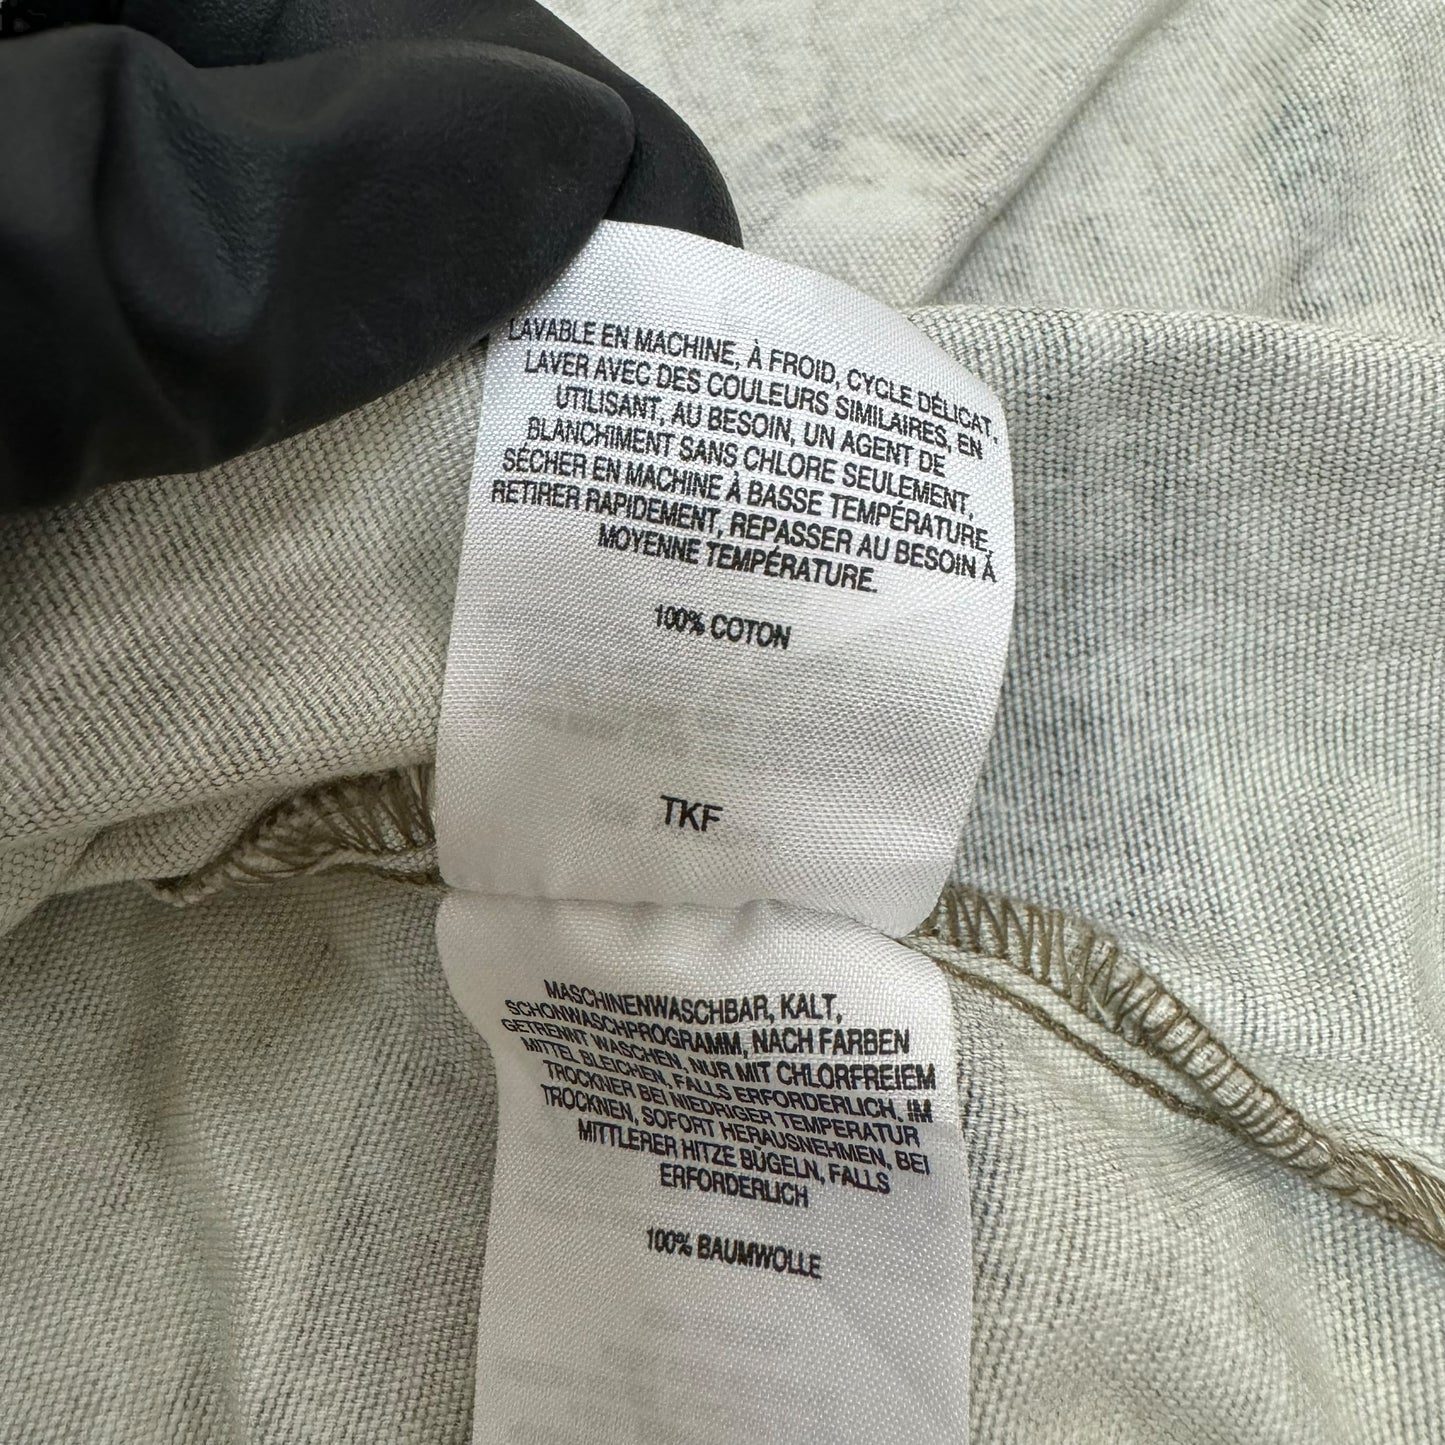 LAVABLE EN MACHINE, À FROID, CYCLE DÉLICAT.
LAVER AVEC DES COULEURS SIMILAIRES, EN
UTILISANT, AU BESOIN, UN AGENT DE
BLANCHIMENT SANS CHLORE SEULEMENT,
SÉCHER EN MACHINE À BASSE TEMPÉRATURE,
RETIRER RAPIDEMENT, REPASSER AU BESOIN À
MOYENNE TEMPÉRATURE.
100% COTON
TKF
MASCHINENWASCHBAR, KALT,
SCHONWASCHPROGRAMM, NACH FARBEN
GETRENNT WASCHEN, NUR MIT CHLORFREIEM
MITTEL BLEICHEN, FALLS ERFORDERLICH, IM
TROCKNER BEI NIEDRIGER TEMPERATUR
TROCKNEN, SOFORT HERAUSNEHMEN, BEI
MITTLERER HITZE BÜGELN, FALLS
ERFORDERLICH
100% BAUMWOLLE